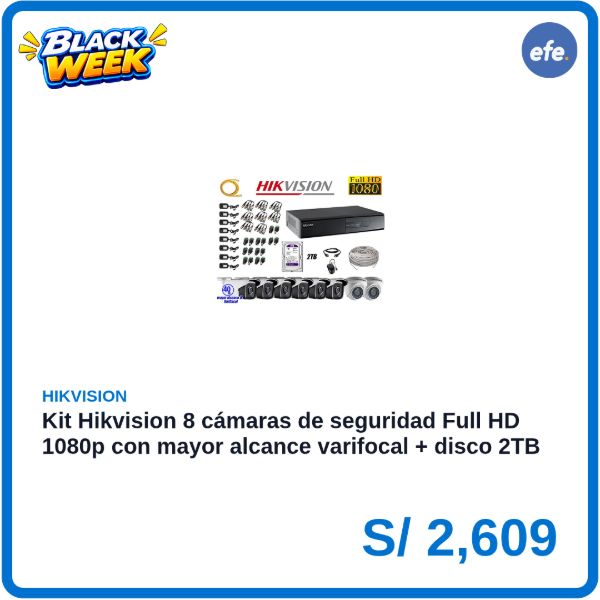 BLACK
WEEK
efe.
HIKVISION
Full HD
1080
2TB
HIKVISION
Kit Hikvision 8 cámaras de seguridad Full HD
1080p con mayor alcance varifocal + disco 2TB
S/ 2,609